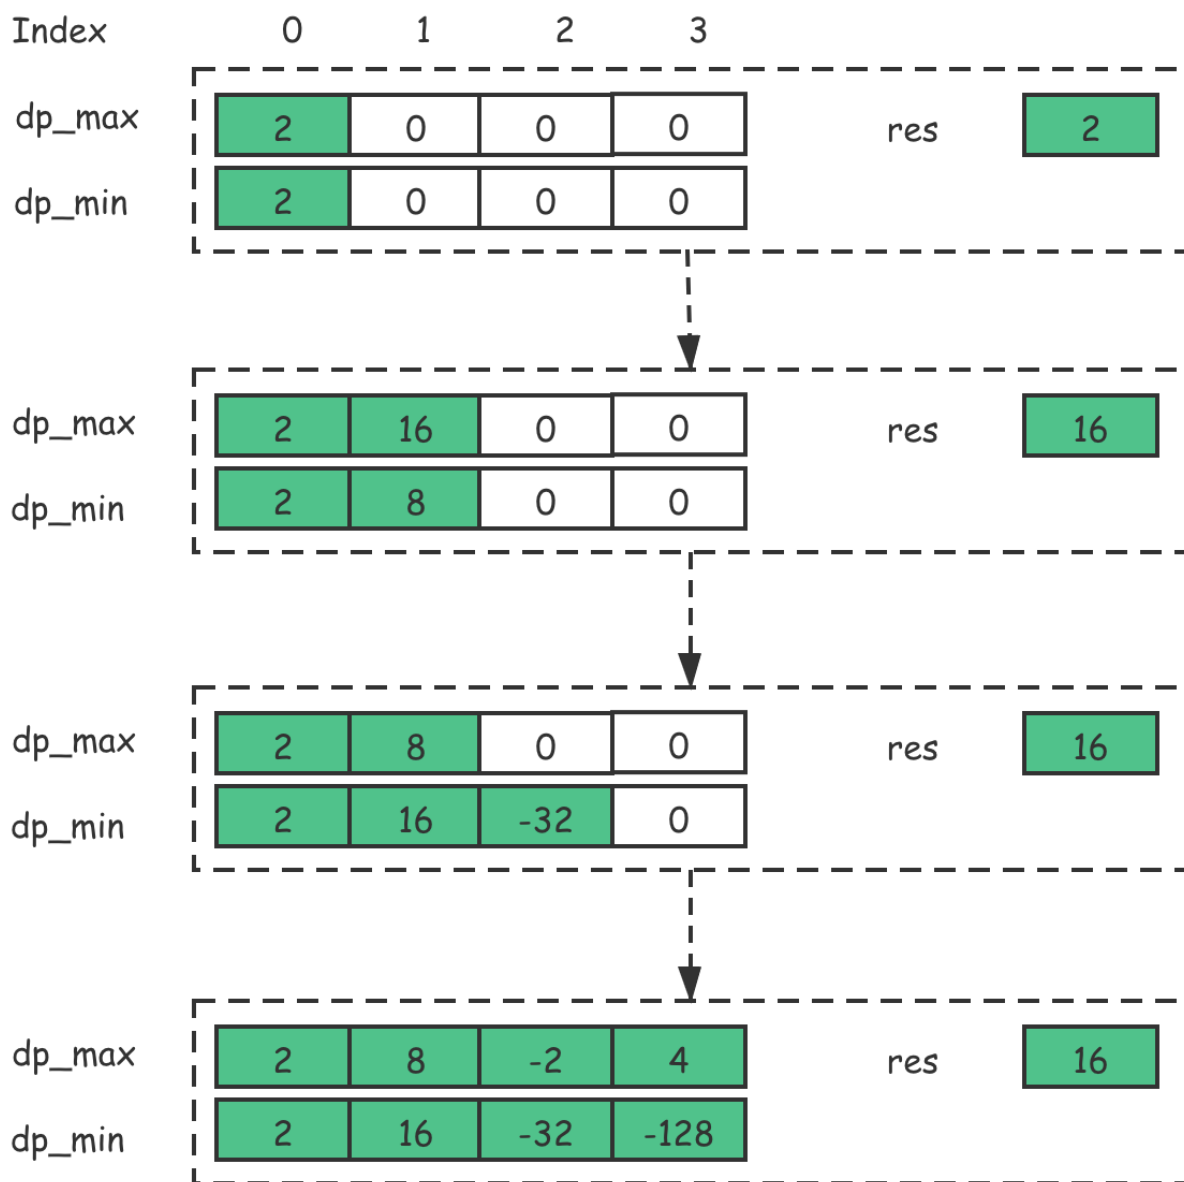 Index 0 1 2 3
dp_max 2 0 0 0 res 2
dp_min 2 0 0 0
dp_max 2 16 0 0 res 16
dp_min 2 8 0 0
dp_max 2 8 0 0 res 16
dp_min 2 16 -32 0
dp_max 2 8 -2 4 res 16
dp_min 2 16 -32 -128